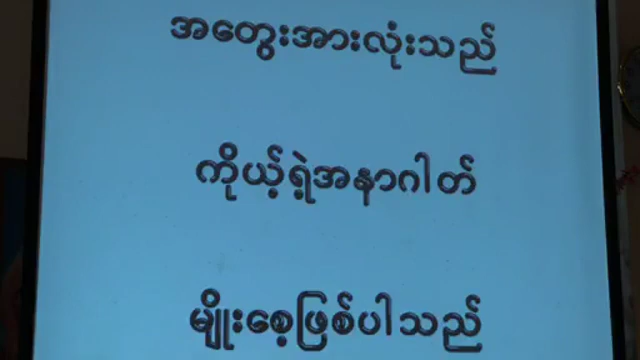 အတွေးအားလုံးသည်
ကိုယ့်ရဲ့အနာဂါတ်
မျိုးစေ့ဖြစ်ပါသည်